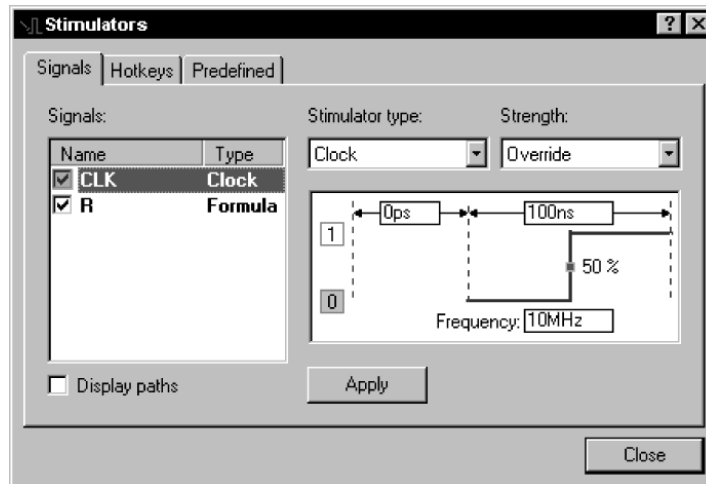 Stimulators
Signals Hotkeys Predefined
Signals:
Name Type
CLK Clock
R Formula
Display paths
Stimulator type: Strength:
Clock Override
0ps 100ns
1
50 %
0
Frequency: 10MHz
Apply
Close